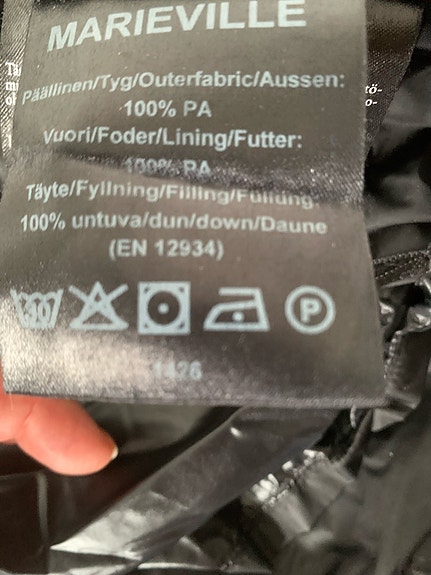 MARIEVILLE
Päällinen/Tyg/Outerfabric/Aussen:
100% PA
Vuori/Foder/Lining/Futter:
100% PA
Täyte/Fyllning/Filling/Füllung:
100% untuva/dun/down/Daune
(EN 12934)
30 P